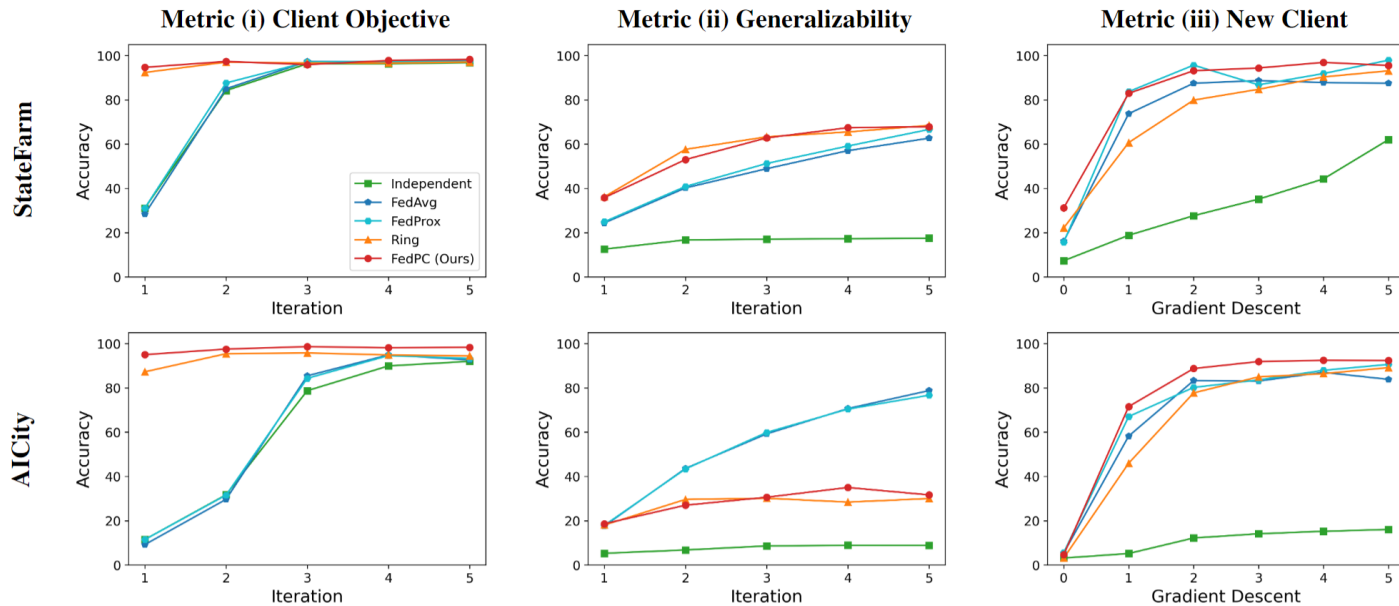 Metric (i) Client Objective
Metric (ii) Generalizability
Metric (iii) New Client
StateFarm
Accuracy
100
80
60
40
20
0
1 2 3 4 5
Iteration
Independent
FedAvg
FedProx
Ring
FedPC (Ours)
Accuracy
100
80
60
40
20
0
1 2 3 4 5
Iteration
Accuracy
100
80
60
40
20
0
0 1 2 3 4 5
Gradient Descent
AICity
Accuracy
100
80
60
40
20
0
1 2 3 4 5
Iteration
Accuracy
100
80
60
40
20
0
1 2 3 4 5
Iteration
Accuracy
100
80
60
40
20
0
0 1 2 3 4 5
Gradient Descent